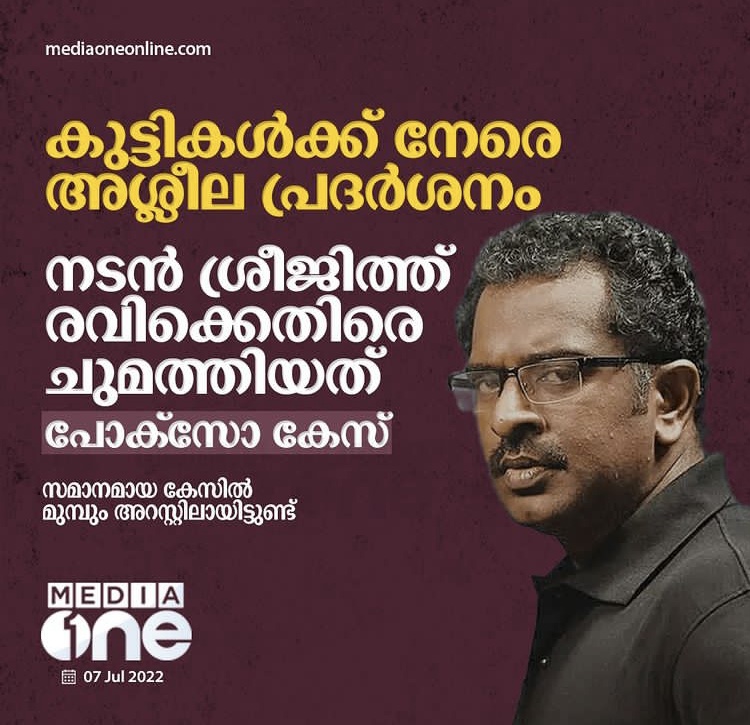 mediaoneonline.com
കുട്ടികൾക്ക് നേരെ
അശ്ലീല പ്രദർശനം
നടൻ ശ്രീജിത്ത്
രവിക്കെതിരെ
ചുമത്തിയത്
പോക്സോ കേസ്
സമാനമായ കേസിൽ
മുമ്പും അറസ്റ്റിലായിട്ടുണ്ട്
MEDIA
one
07 Jul 2022